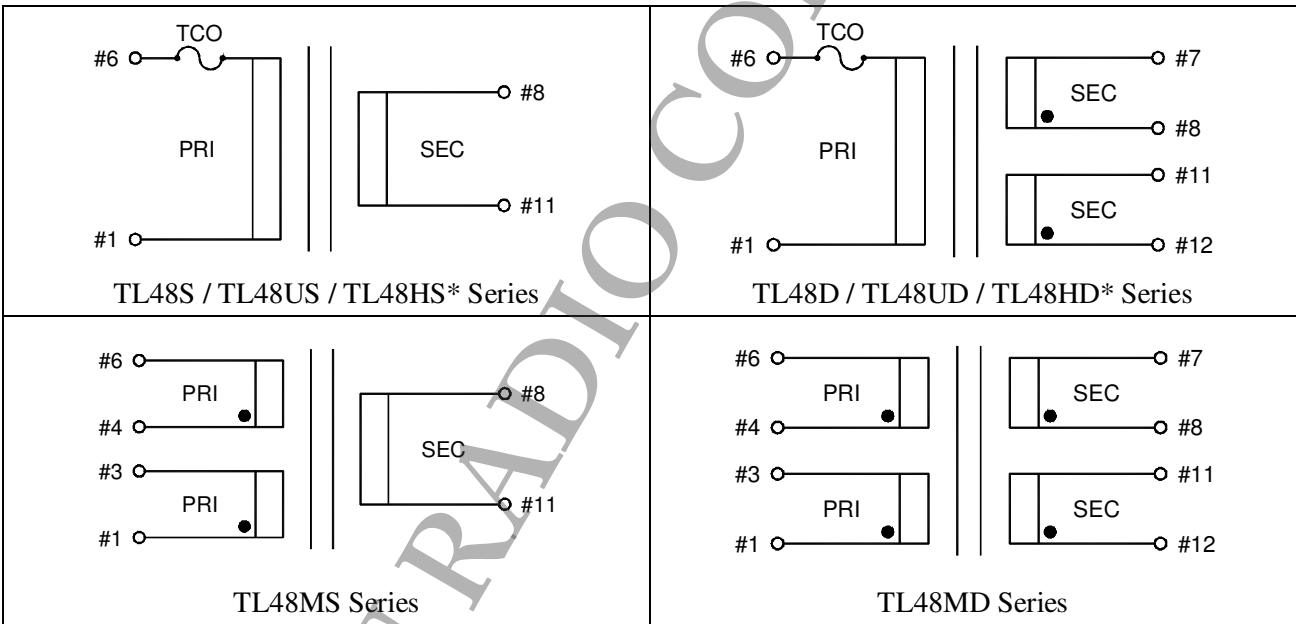 TCO
#6
PRI
#1
#8
SEC
#11
TL48S / TL48US / TL48HS* Series
TCO
#6
PRI
#1
#7
SEC
#8
#11
SEC
#12
TL48D / TL48UD / TL48HD* Series
#6
PRI
#4
#3
PRI
#1
#8
SEC
#11
TL48MS Series
#6
PRI
#4
#3
PRI
#1
#7
SEC
#8
#11
SEC
#12
TL48MD Series
RADIO